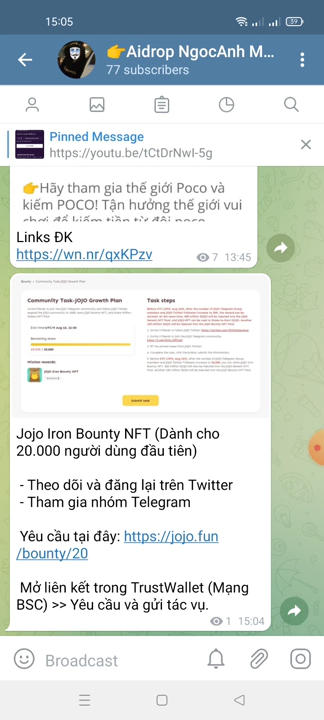 15:05
59
👉Aidrop NgocAnh M...
77 subscribers
Pinned Message
https://youtu.be/tCtDrNwI-5g
👉Hãy tham gia thế giới Poco và
kiếm POCO! Tận hưởng thế giới vui
chơi để kiếm tiền từ đôi poco
Links ĐK
https://wn.nr/qxKPzv
7 13:45
Community Task-JOJO Growth Plan
Task steps
Jojo Iron Bounty NFT (Dành cho
20.000 người dùng đầu tiên)
- Theo dõi và đăng lại trên Twitter
- Tham gia nhóm Telegram
Yêu cầu tại đây: https://jojo.fun
/bounty/20
Mở liên kết trong TrustWallet (Mạng
BSC) >> Yêu cầu và gửi tác vụ.
1 15:04
Broadcast